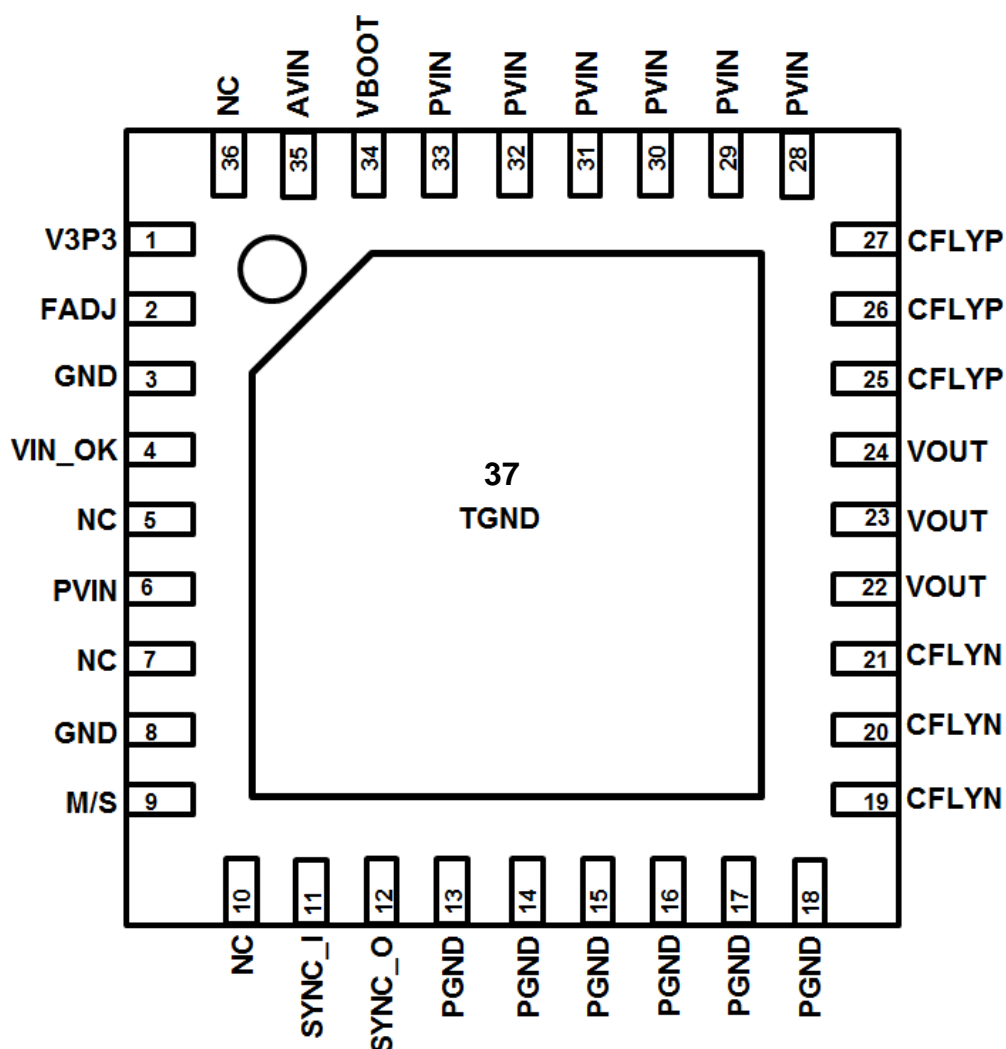 NC AVIN VBOOT PVIN PVIN PVIN PVIN PVIN PVIN
36 35 34 33 32 31 30 29 28
V3P3 1 27 CFLYP
FADJ 2 26 CFLYP
GND 3 25 CFLYP
VIN_OK 4 24 VOUT
37
TGND
NC 5 23 VOUT
PVIN 6 22 VOUT
NC 7 21 CFLYN
GND 8 20 CFLYN
M/S 9 19 CFLYN
10 11 12 13 14 15 16 17 18
NC SYNC_I SYNC_O PGND PGND PGND PGND PGND PGND